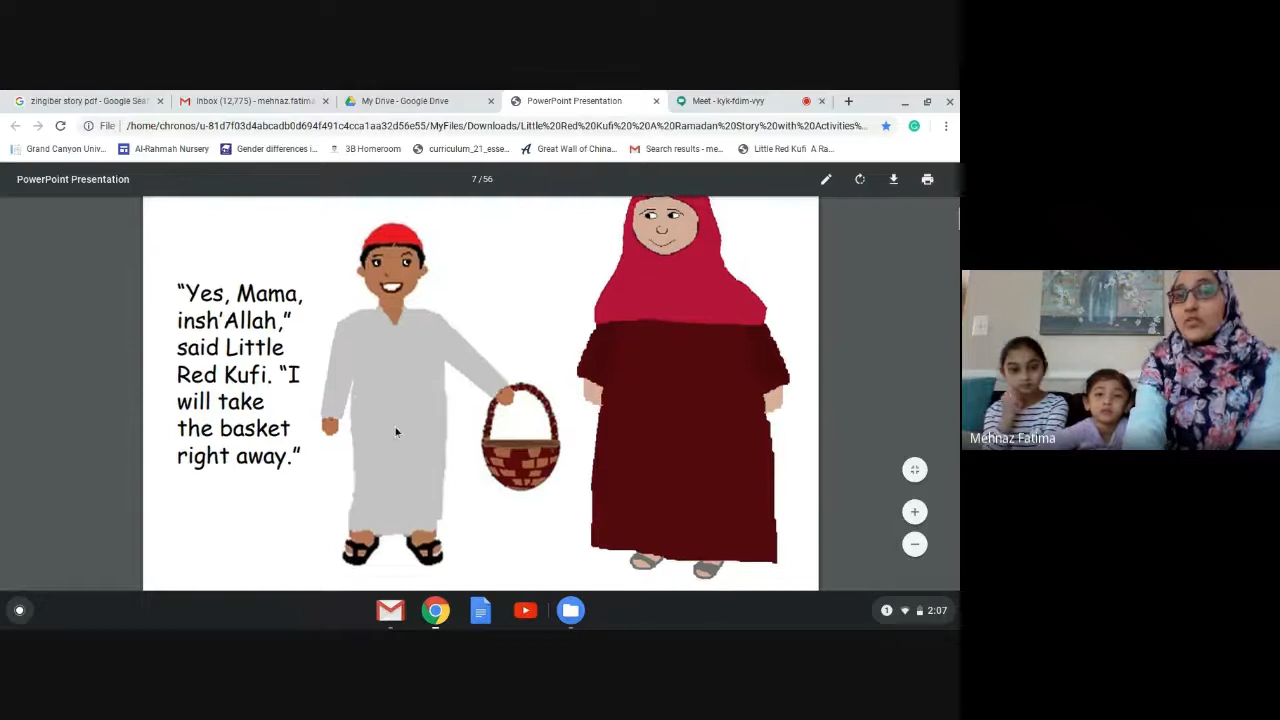 zingiber story pdf - Google Sear
Inbox (12,775) - mehnaz.fatima
My Drive - Google Drive
PowerPoint Presentation
Meet - kyk-fdim-vyy
File
/home/chronos/u-81d7f03d4abcadb0d694f491c4cca1aa32d56e55/MyFiles/Downloads/Little%20Red%20Kufi%20%20A%20Ramadan%20Story%20with%20Activities%...
Grand Canyon Univ...
Al-Rahmah Nursery
Gender differences i...
3B Homeroom
curriculum_21_esse...
Great Wall of China...
Search results - me...
Little Red Kufi A Ra...
PowerPoint Presentation
7 / 56
“Yes, Mama,
insh’Allah,”
said Little
Red Kufi. “I
will take
the basket
right away.”
Mehnaz Fatima
1
2:07